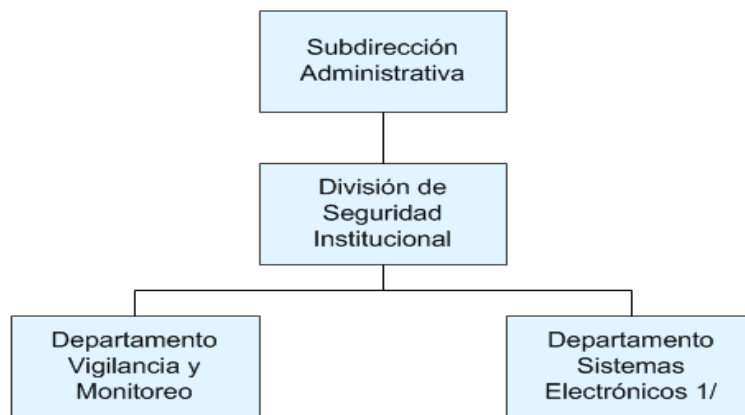 Subdirección
Administrativa
División de
Seguridad
Institucional
Departamento
Vigilancia y
Monitoreo
Departamento
Sistemas
Electrónicos 1/